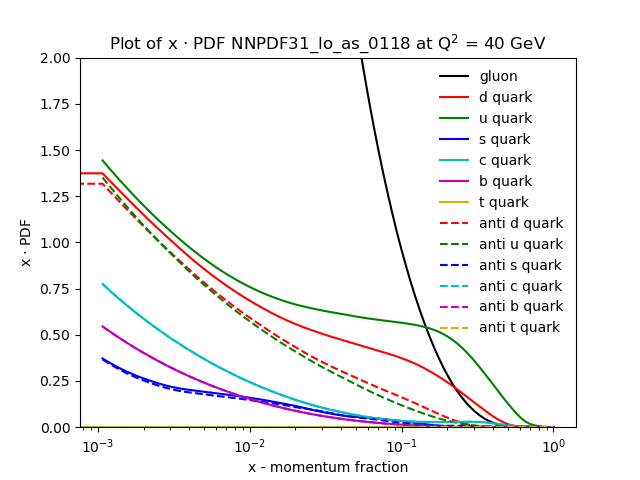 Plot of x · PDF NNPDF31_lo_as_0118 at Q² = 40 GeV
2.00
1.75
1.50
1.25
1.00
0.75
0.50
0.25
0.00
x · PDF
gluon
d quark
u quark
s quark
c quark
b quark
t quark
anti d quark
anti u quark
anti s quark
anti c quark
anti b quark
anti t quark
10⁻³ 10⁻² 10⁻¹ 10⁰
x - momentum fraction